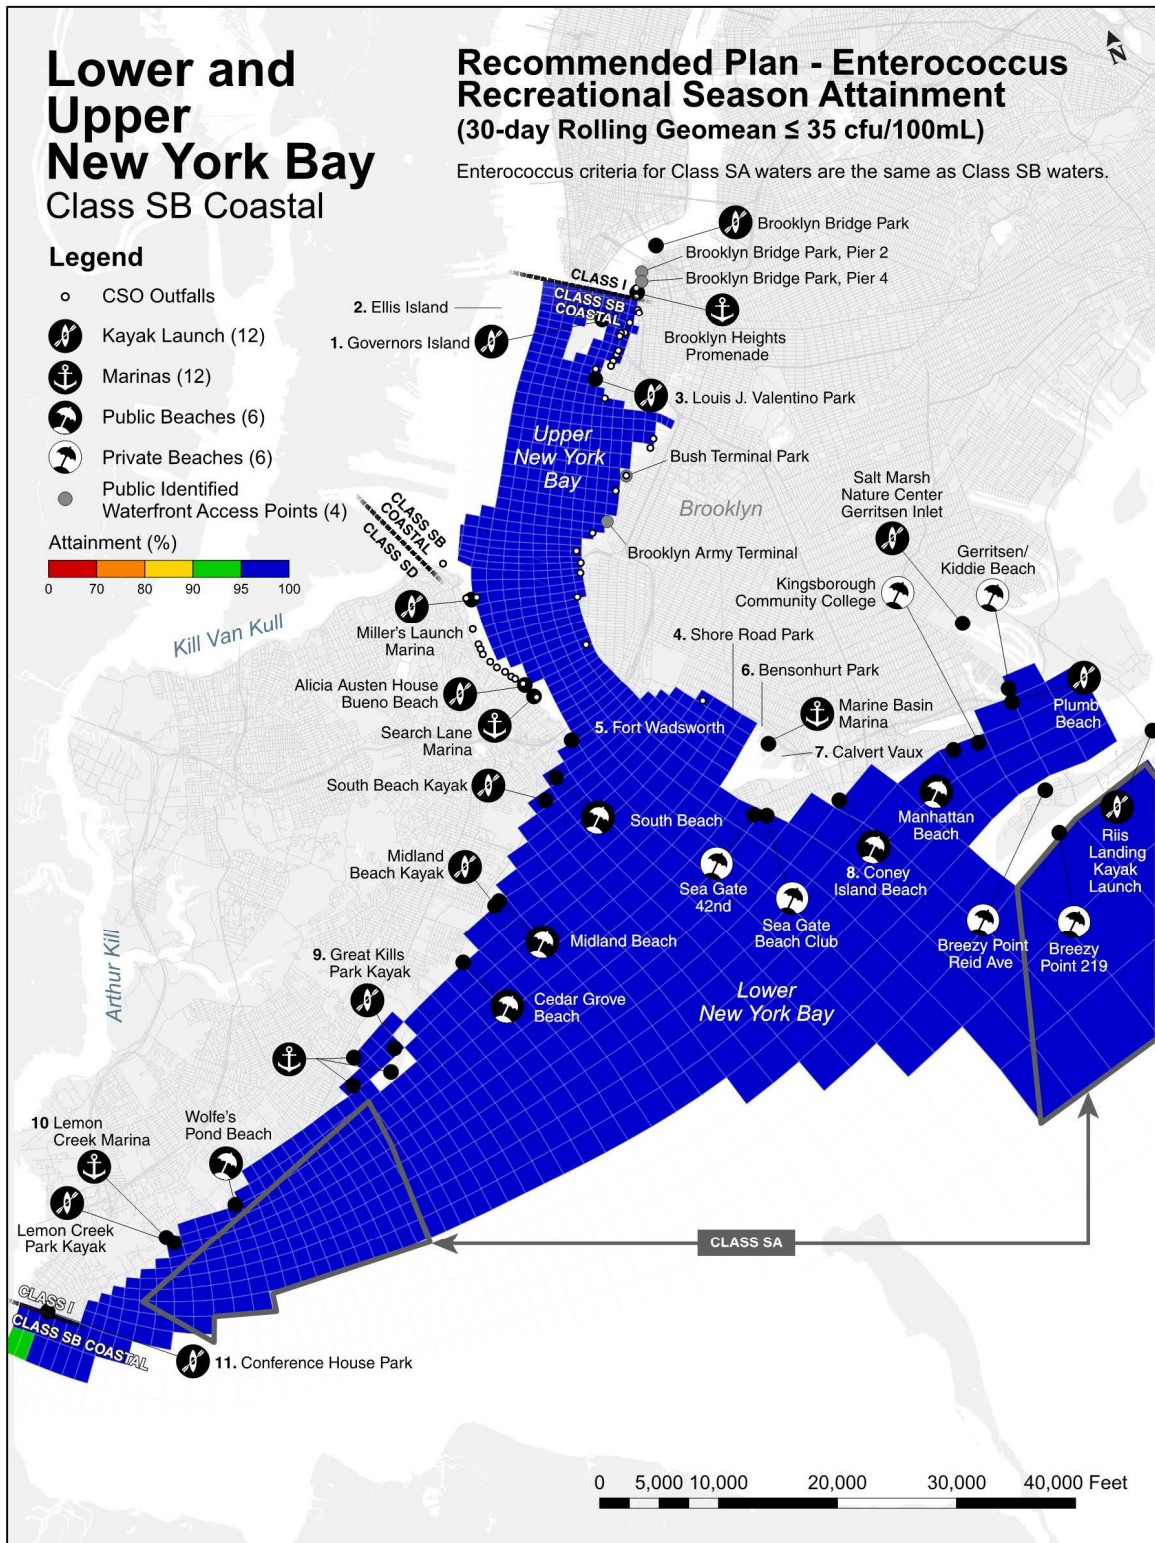 Lower and
Upper
New York Bay
Class SB Coastal
Recommended Plan - Enterococcus
Recreational Season Attainment
(30-day Rolling Geomean ≤ 35 cfu/100mL)
Enterococcus criteria for Class SA waters are the same as Class SB waters.
N
Legend
CSO Outfalls
Kayak Launch (12)
Marinas (12)
Public Beaches (6)
Private Beaches (6)
Public Identified
Waterfront Access Points (4)
Attainment (%)
0 70 80 90 95 100
Brooklyn Bridge Park
Brooklyn Bridge Park, Pier 2
Brooklyn Bridge Park, Pier 4
CLASS I
CLASS SB
COASTAL
2. Ellis Island
1. Governors Island
Brooklyn Heights
Promenade
3. Louis J. Valentino Park
Upper
New York
Bay
Bush Terminal Park
Brooklyn
Brooklyn Army Terminal
Salt Marsh
Nature Center
Gerritsen Inlet
Gerritsen/
Kiddie Beach
Kingsborough
Community College
CLASS SB
COASTAL
CLASS SD
Kill Van Kull
Miller's Launch
Marina
4. Shore Road Park
6. Bensonhurt Park
Alicia Austen House
Bueno Beach
Search Lane
Marina
5. Fort Wadsworth
Marine Basin
Marina
7. Calvert Vaux
Plumb
Beach
South Beach Kayak
South Beach
Manhattan
Beach
Riis
Landing
Kayak
Launch
Midland
Beach Kayak
Sea Gate
42nd
8. Coney
Island Beach
Sea Gate
Beach Club
Breezy Point
Reid Ave
Breezy
Point 219
Midland Beach
9. Great Kills
Park Kayak
Arthur Kill
Cedar Grove
Beach
Lower
New York Bay
10 Lemon
Creek Marina
Wolfe's
Pond Beach
Lemon Creek
Park Kayak
CLASS SA
CLASS I
CLASS SB COASTAL
11. Conference House Park
0 5,000 10,000 20,000 30,000 40,000 Feet